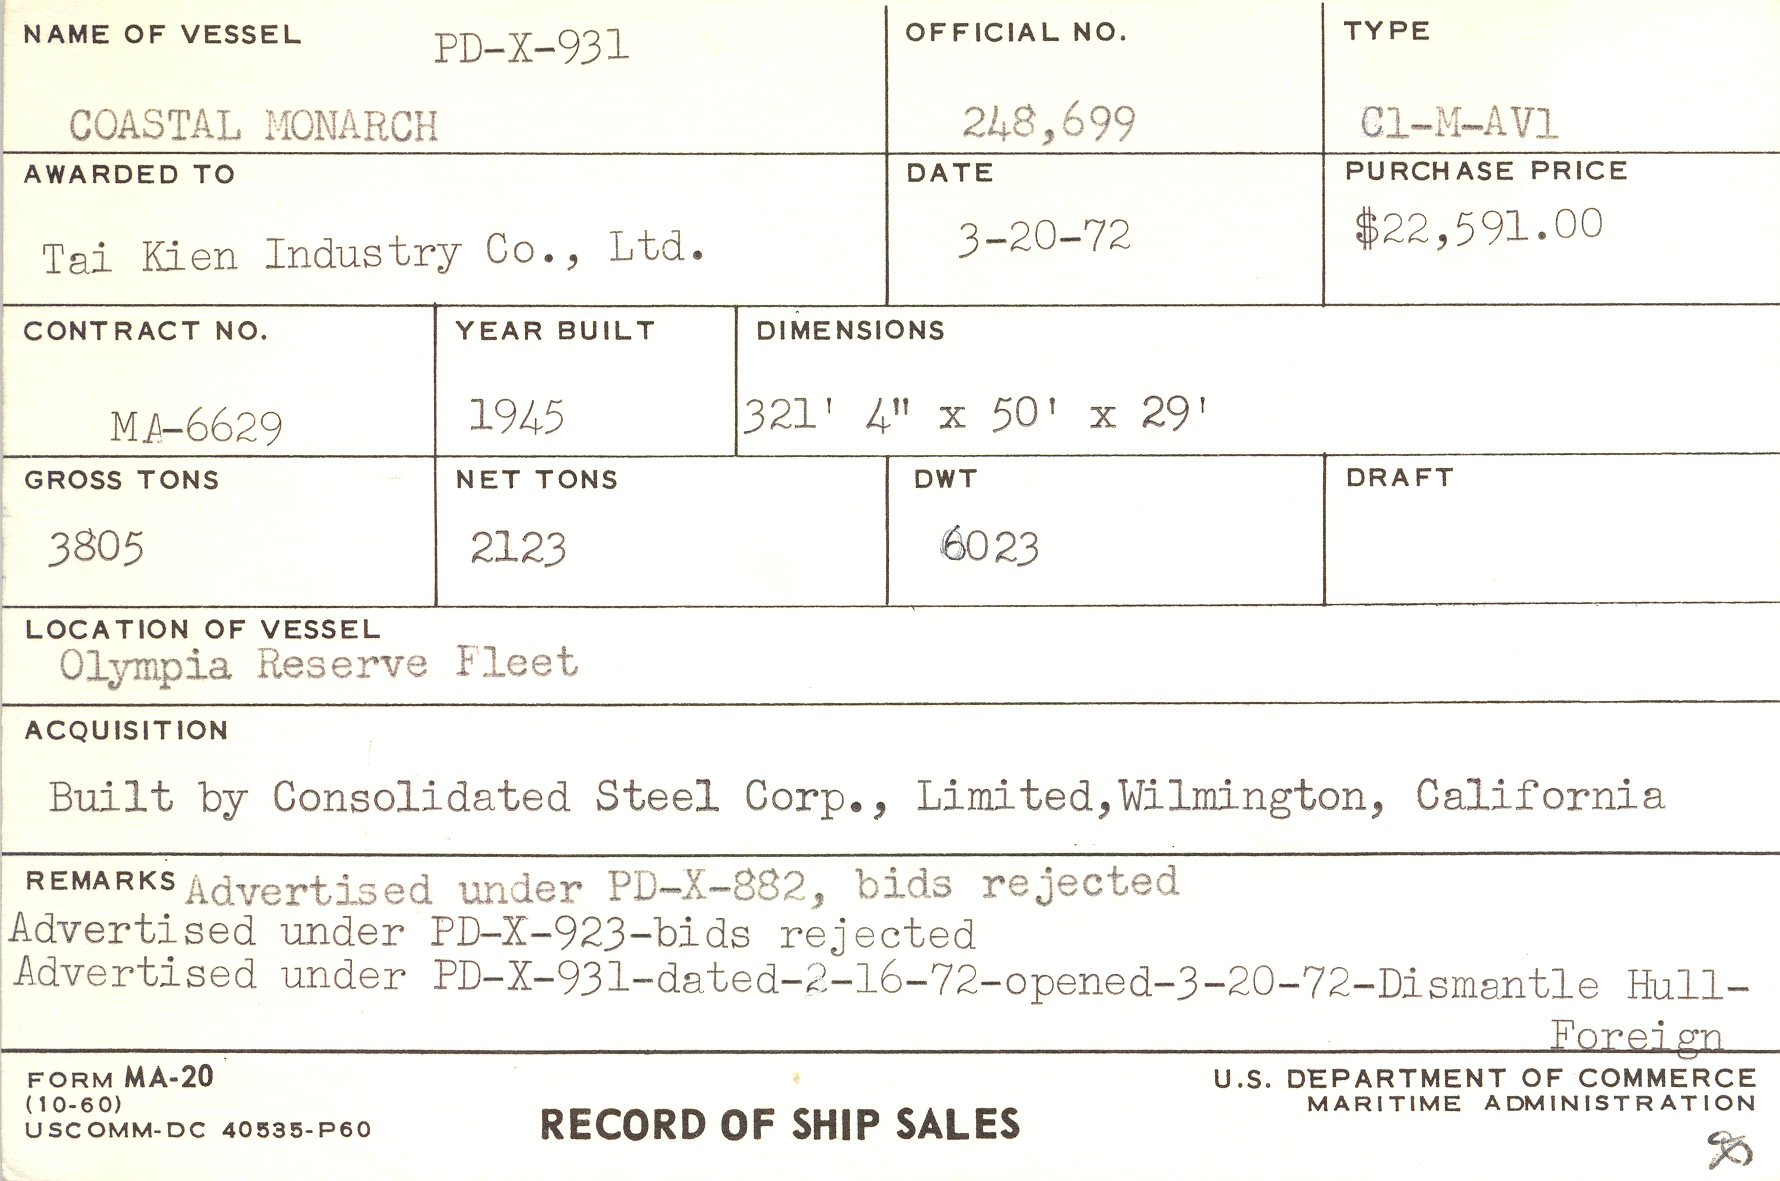 NAME OF VESSEL PD-X-931
COASTAL MONARCH
OFFICIAL NO.
248,699
TYPE
C1-M-AV1
AWARDED TO
Tai Kien Industry Co., Ltd.
DATE
3-20-72
PURCHASE PRICE
$22,591.00
CONTRACT NO.
MA-6629
YEAR BUILT
1945
DIMENSIONS
321' 4" x 50' x 29'
GROSS TONS
3805
NET TONS
2123
DWT
6023
DRAFT
LOCATION OF VESSEL
Olympia Reserve Fleet
ACQUISITION
Built by Consolidated Steel Corp., Limited,Wilmington, California
REMARKS Advertised under PD-X-882, bids rejected
Advertised under PD-X-923-bids rejected
Advertised under PD-X-931-dated-2-16-72-opened-3-20-72-Dismantle Hull-
Foreign
FORM MA-20
(10-60)
USCOMM-DC 40535-P60
RECORD OF SHIP SALES
U.S. DEPARTMENT OF COMMERCE
MARITIME ADMINISTRATION